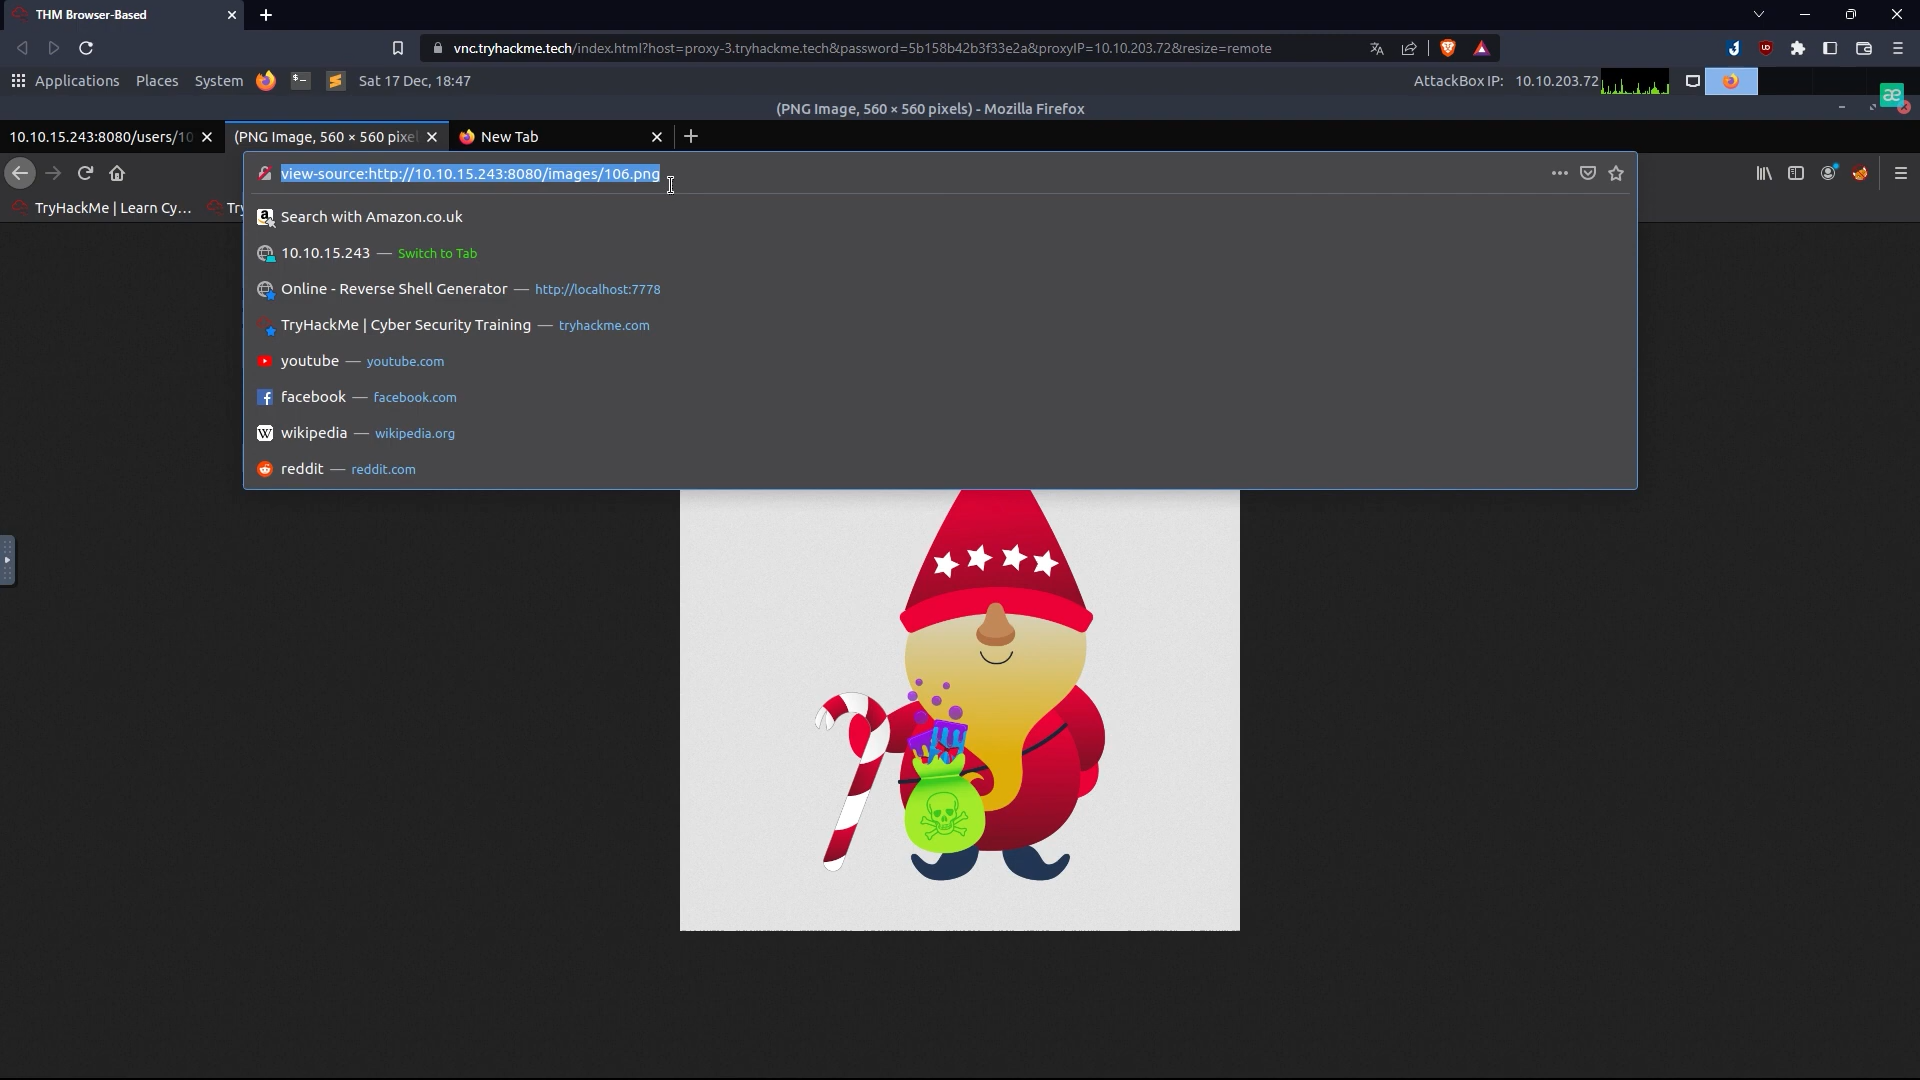 THM Browser-Based
vnc.tryhackme.tech/index.html?host=proxy-3.tryhackme.tech&password=5b158b42b3f33e2a&proxyIP=10.10.203.72&resize=remote
Applications Places System Sat 17 Dec, 18:47 AttackBox IP: 10.10.203.72
(PNG Image, 560 × 560 pixels) - Mozilla Firefox
10.10.15.243:8080/users/10 (PNG Image, 560 × 560 pixel New Tab
view-source:http://10.10.15.243:8080/images/106.png
TryHackMe | Learn Cy... Try
Search with Amazon.co.uk
10.10.15.243 — Switch to Tab
Online - Reverse Shell Generator — http://localhost:7778
TryHackMe | Cyber Security Training — tryhackme.com
youtube — youtube.com
facebook — facebook.com
wikipedia — wikipedia.org
reddit — reddit.com